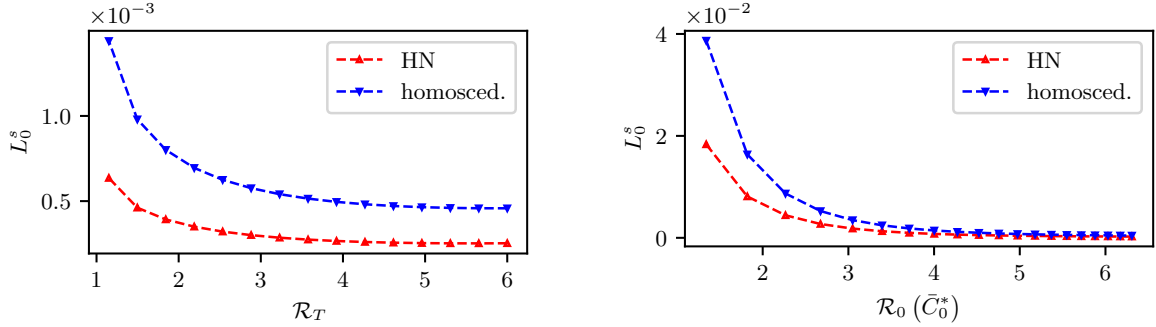 ×10⁻³
HN
homosced.
1.0
0.5
L₀ˢ
1 2 3 4 5 6
ℛ_T
×10⁻²
HN
homosced.
4
2
0
L₀ˢ
2 3 4 5 6
ℛ₀ (C̄₀*)